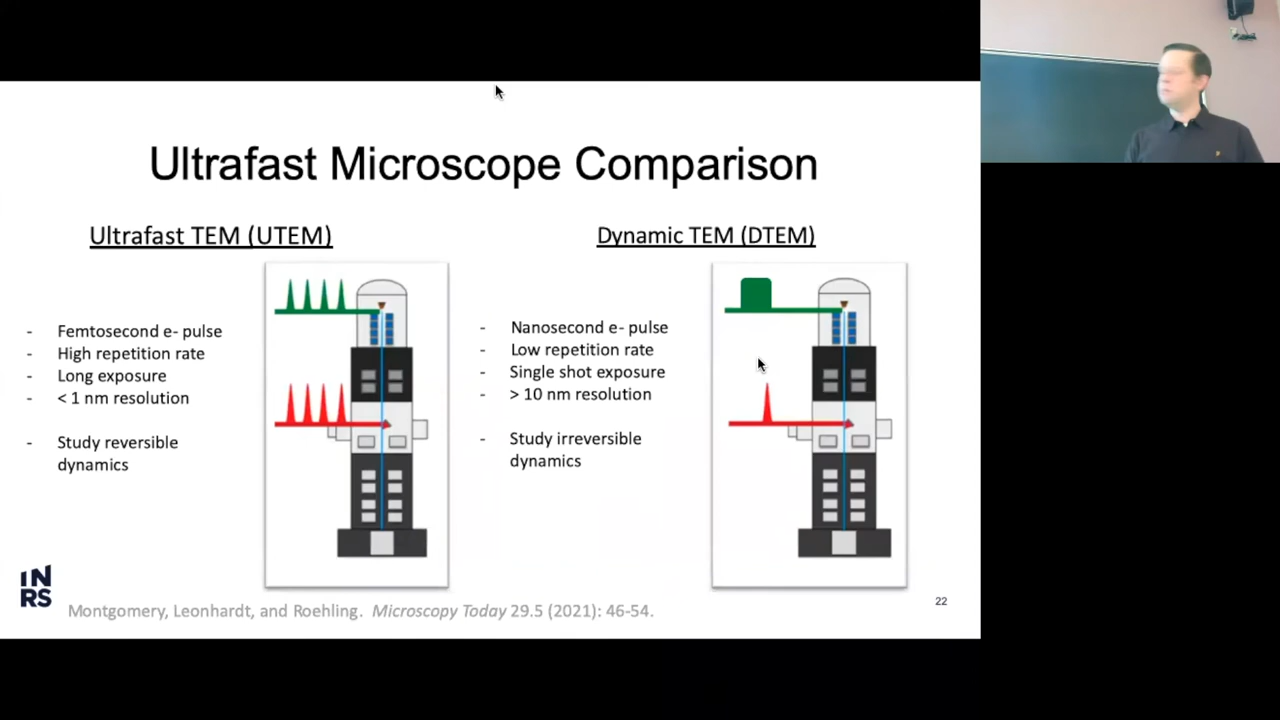 Ultrafast Microscope Comparison
Ultrafast TEM (UTEM)
- Femtosecond e- pulse
- High repetition rate
- Long exposure
- < 1 nm resolution
- Study reversible
dynamics
Dynamic TEM (DTEM)
- Nanosecond e- pulse
- Low repetition rate
- Single shot exposure
- > 10 nm resolution
- Study irreversible
dynamics
INRS
Montgomery, Leonhardt, and Roehling. Microscopy Today 29.5 (2021): 46-54.
22